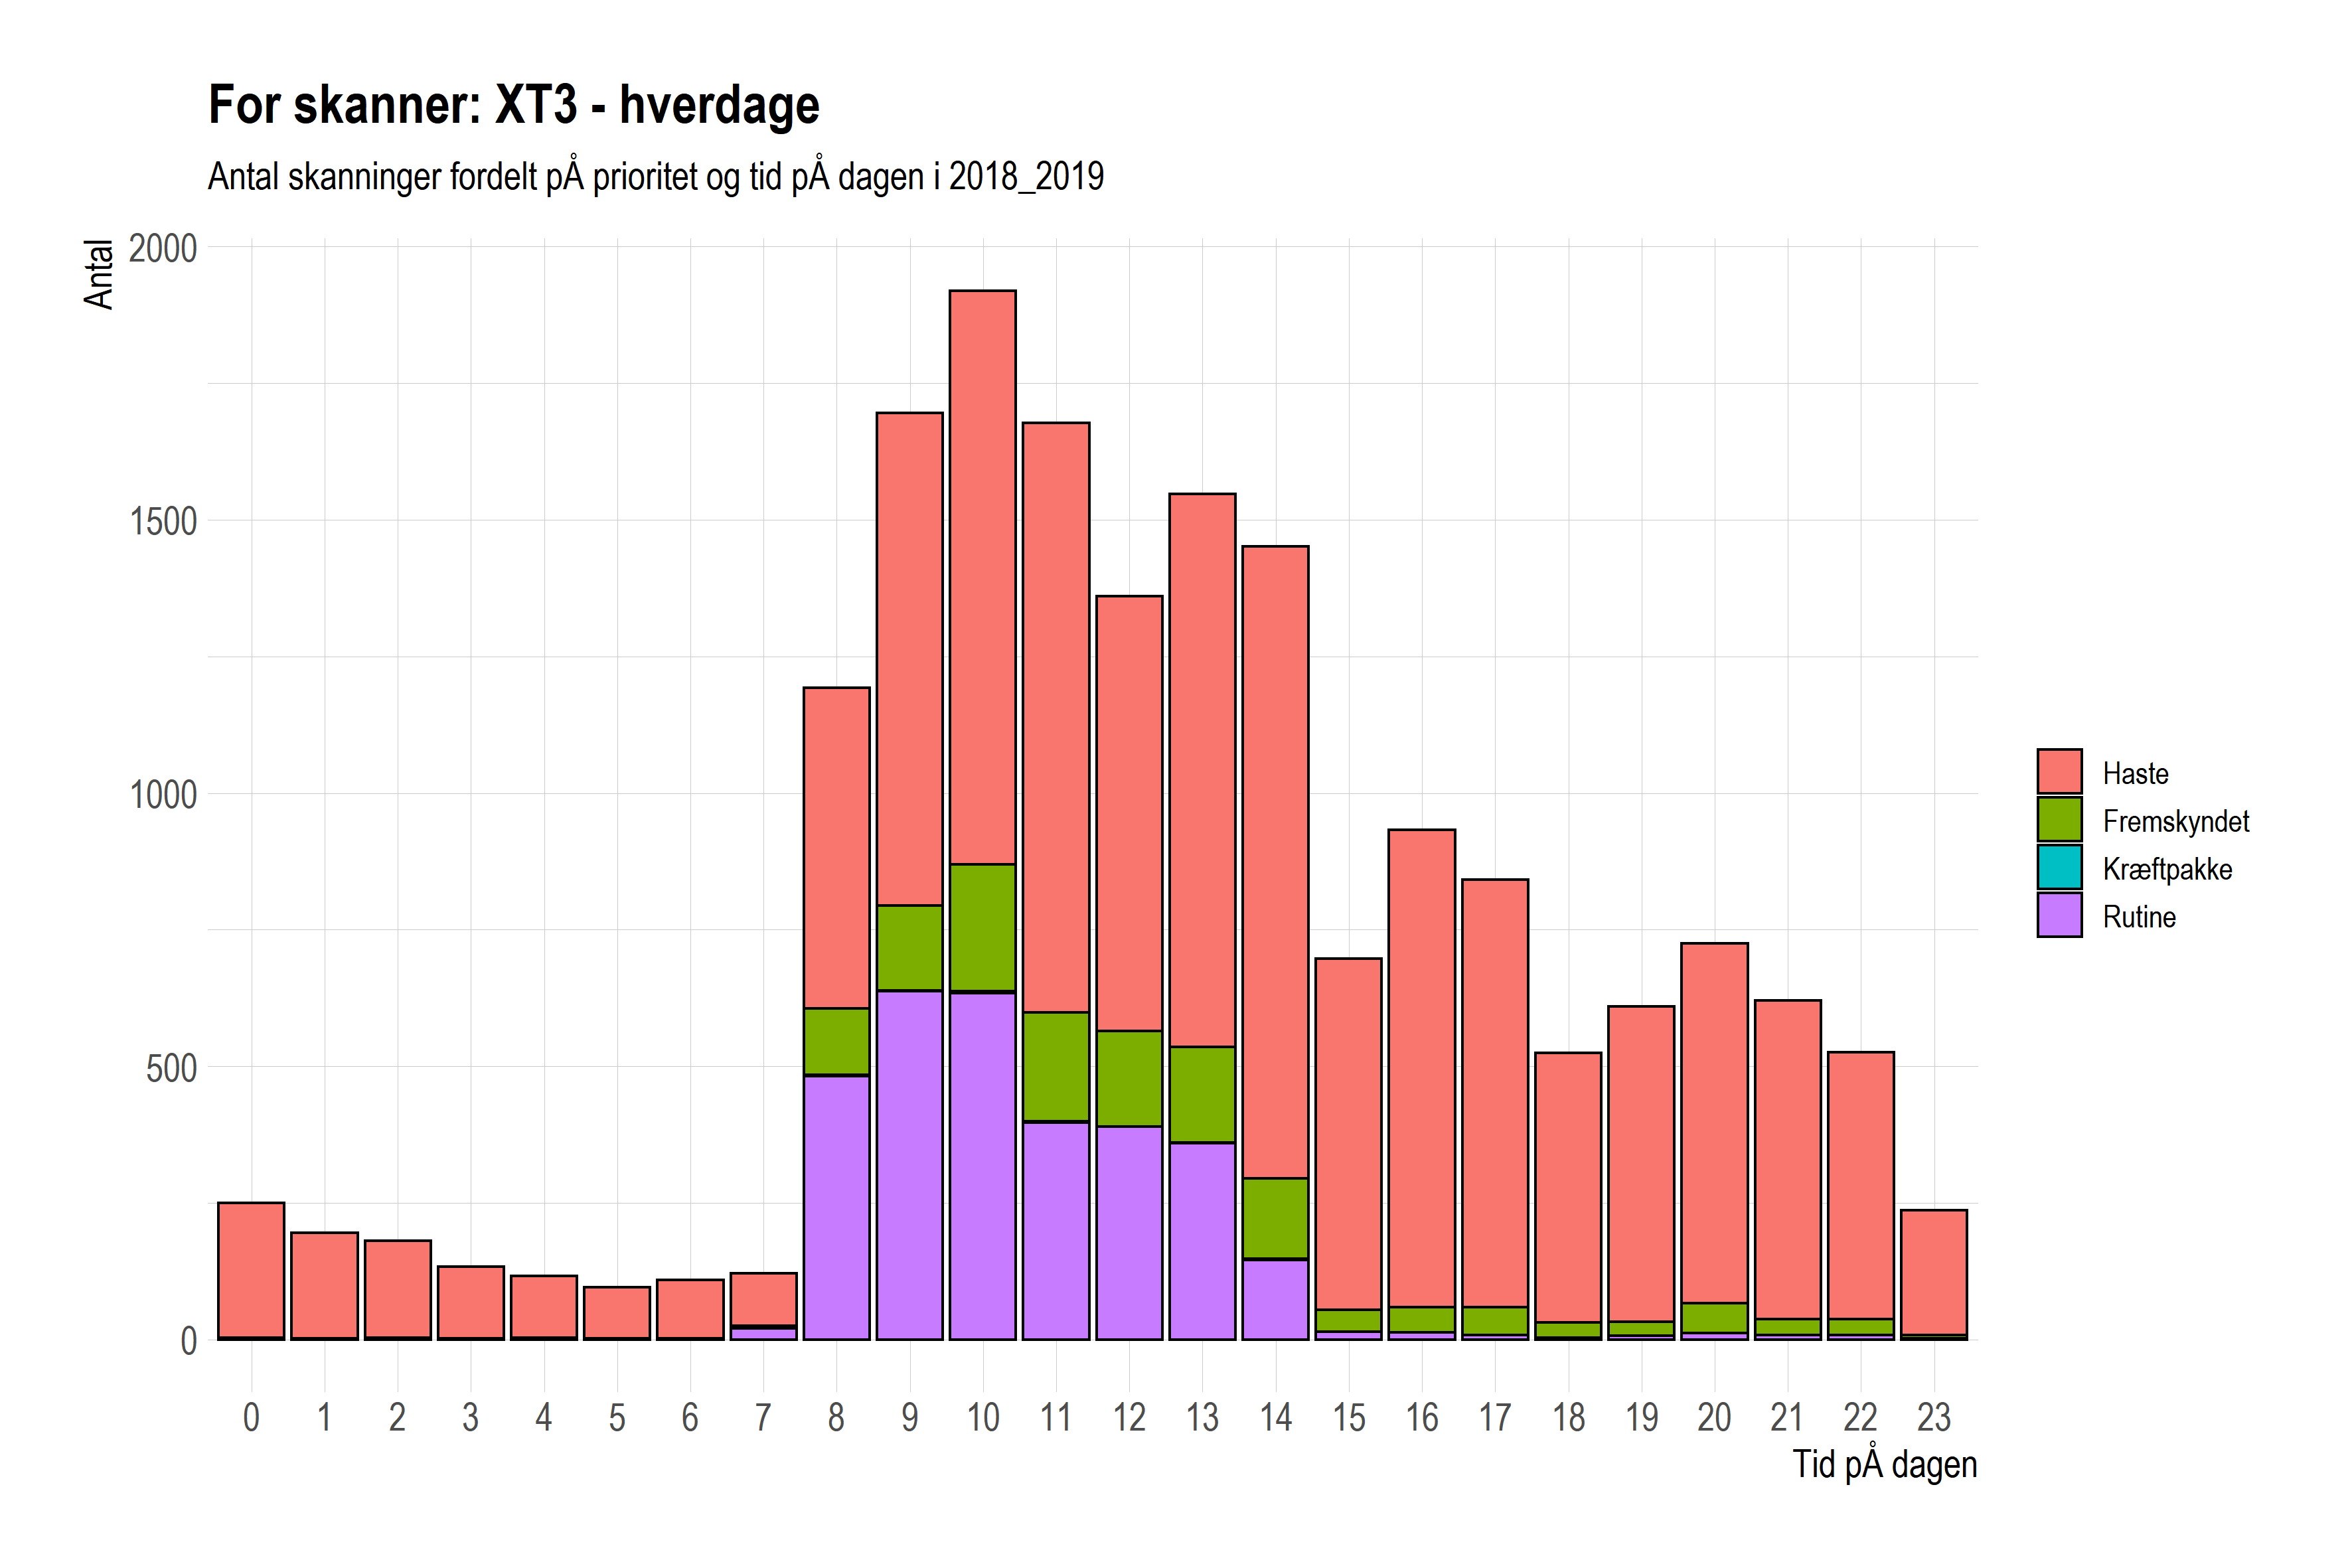 For skanner: XT3 - hverdage
Antal skanninger fordelt pÅ prioritet og tid pÅ dagen i 2018_2019
Antal
2000
1500
1000
500
0
0 1 2 3 4 5 6 7 8 9 10 11 12 13 14 15 16 17 18 19 20 21 22 23
Tid pÅ dagen
Haste
Fremskyndet
Kræftpakke
Rutine